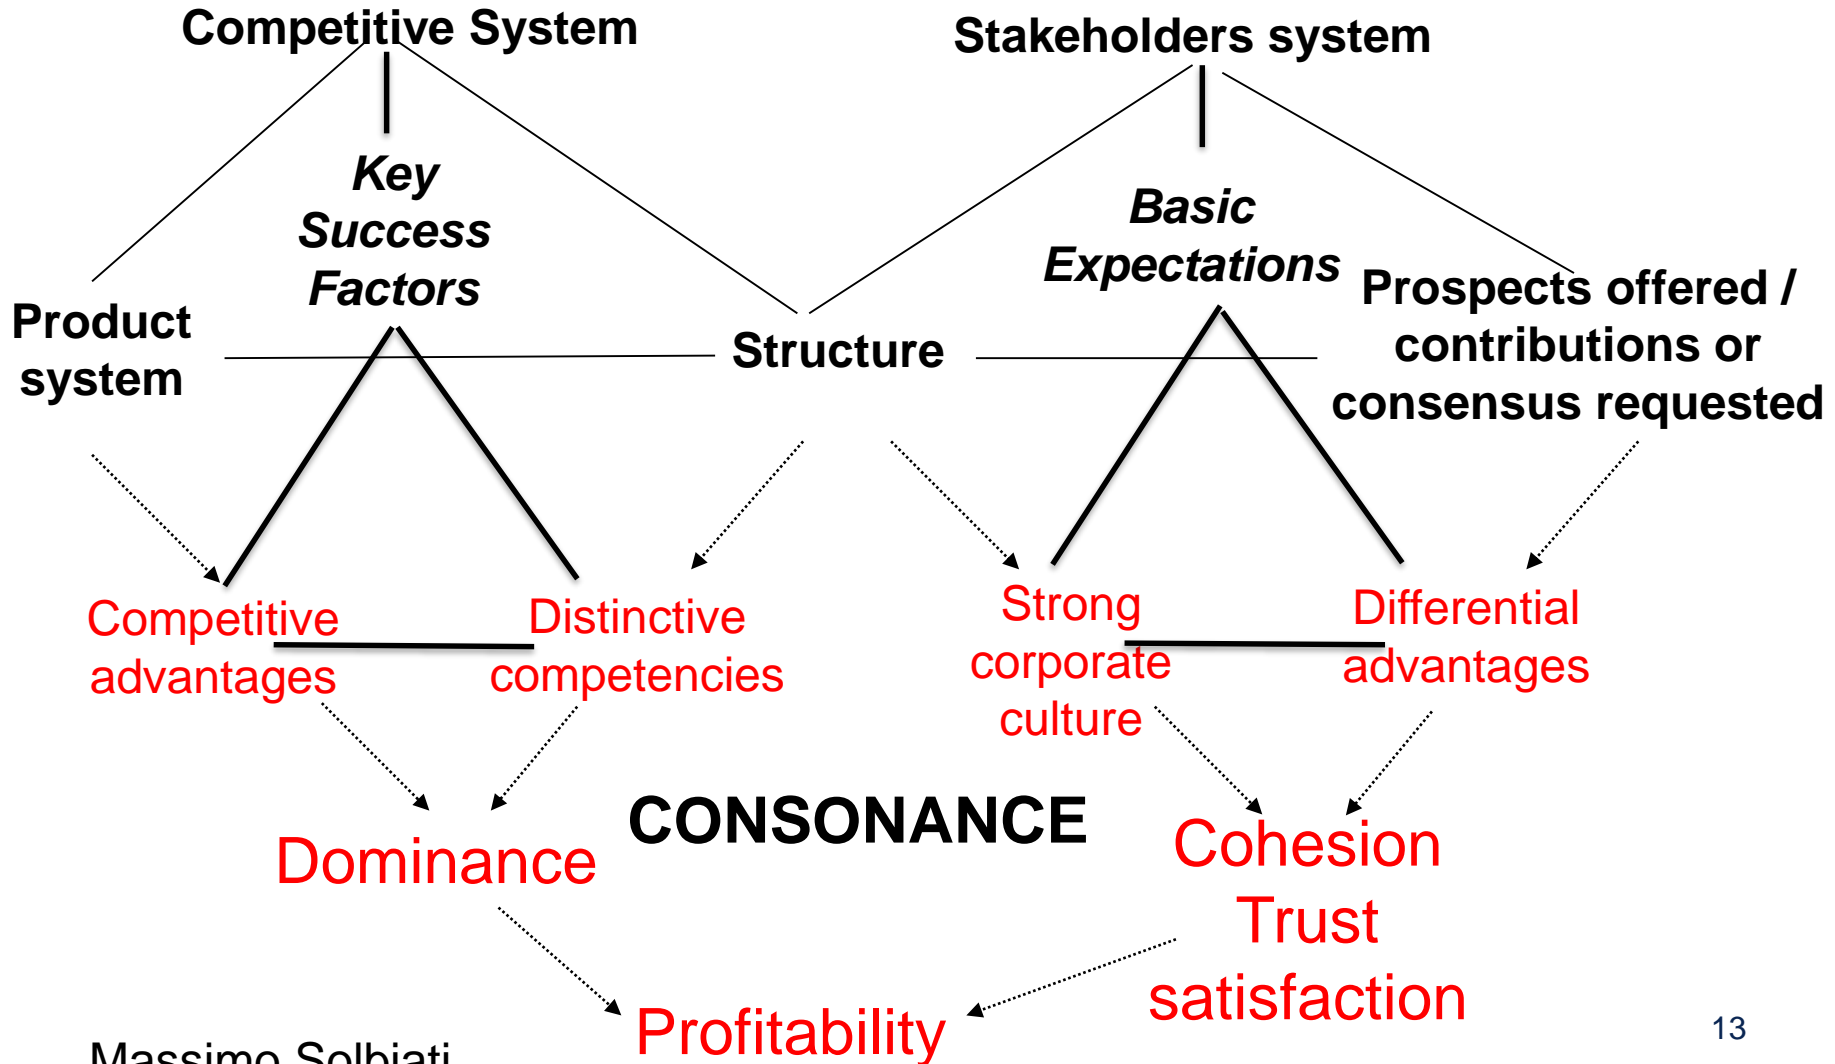 Competitive System
Stakeholders system
Key
Success
Factors
Basic
Expectations
Product
system
Structure
Prospects offered /
contributions or
consensus requested
Competitive
advantages
Distinctive
competencies
Strong
corporate
culture
Differential
advantages
CONSONANCE
Dominance
Cohesion
Trust
satisfaction
Profitability
Massimo Solbiati
13